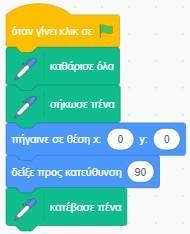 όταν γίνει κλικ σε
καθάρισε όλα
σήκωσε πένα
πήγαινε σε θέση x: 0 y: 0
δείξε προς κατεύθυνση 90
κατέβασε πένα